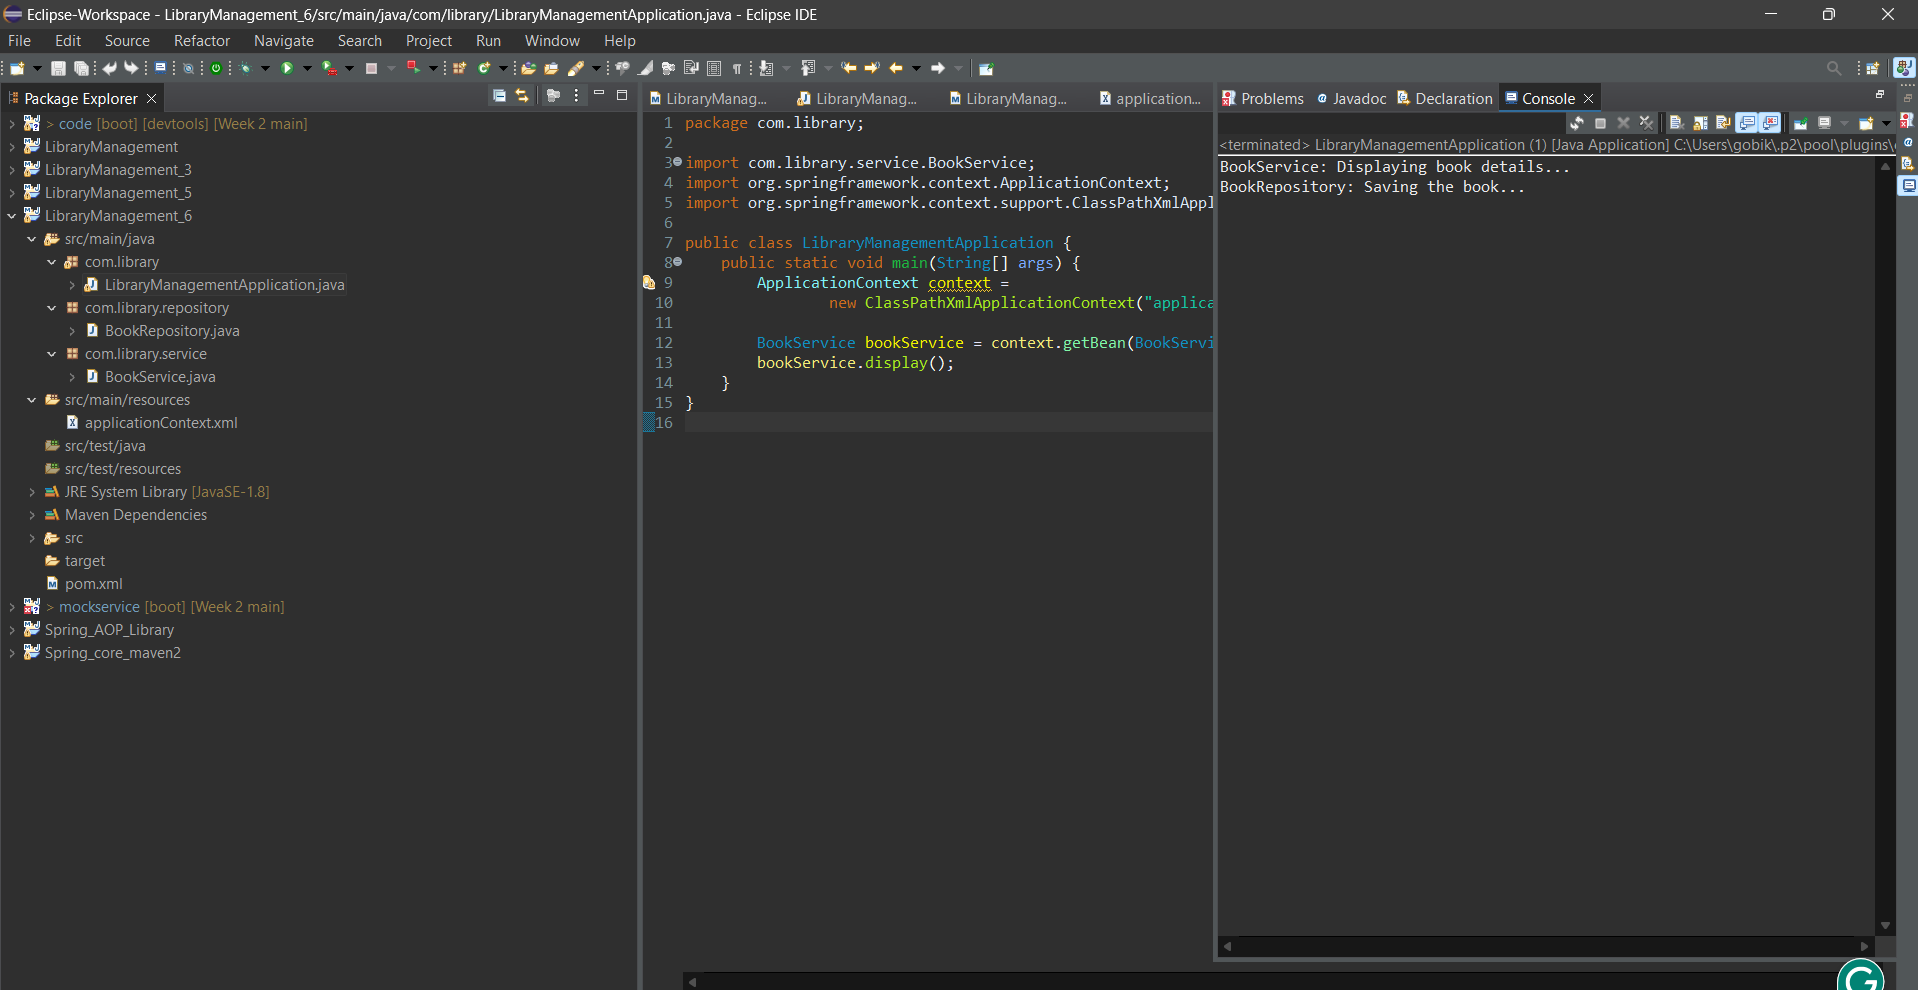 Eclipse-Workspace - LibraryManagement_6/src/main/java/com/library/LibraryManagementApplication.java - Eclipse IDE
File Edit Source Refactor Navigate Search Project Run Window Help
Package Explorer
> code [boot] [devtools] [Week 2 main]
LibraryManagement
LibraryManagement_3
LibraryManagement_5
LibraryManagement_6
src/main/java
com.library
LibraryManagementApplication.java
com.library.repository
BookRepository.java
com.library.service
BookService.java
src/main/resources
applicationContext.xml
src/test/java
src/test/resources
JRE System Library [JavaSE-1.8]
Maven Dependencies
src
target
pom.xml
> mockservice [boot] [Week 2 main]
Spring_AOP_Library
Spring_core_maven2
LibraryManag... LibraryManag... LibraryManag... application...
1 package com.library;
2
3 import com.library.service.BookService;
4 import org.springframework.context.ApplicationContext;
5 import org.springframework.context.support.ClassPathXmlAppl
6
7 public class LibraryManagementApplication {
8 public static void main(String[] args) {
9 ApplicationContext context =
10 new ClassPathXmlApplicationContext("applica
11
12 BookService bookService = context.getBean(BookServi
13 bookService.display();
14 }
15 }
16
Problems Javadoc Declaration Console
<terminated> LibraryManagementApplication (1) [Java Application] C:\Users\gobik\.p2\pool\plugins\
BookService: Displaying book details...
BookRepository: Saving the book...